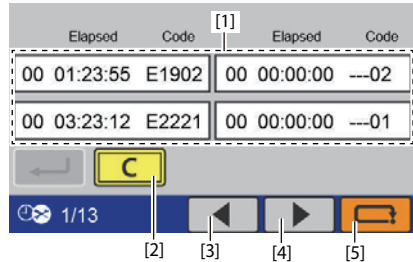 [1]
Elapsed Code Elapsed Code
00 01:23:55 E1902 00 00:00:00 ---02
00 03:23:12 E2221 00 00:00:00 ---01
C
1/13
[2] [3] [4] [5]